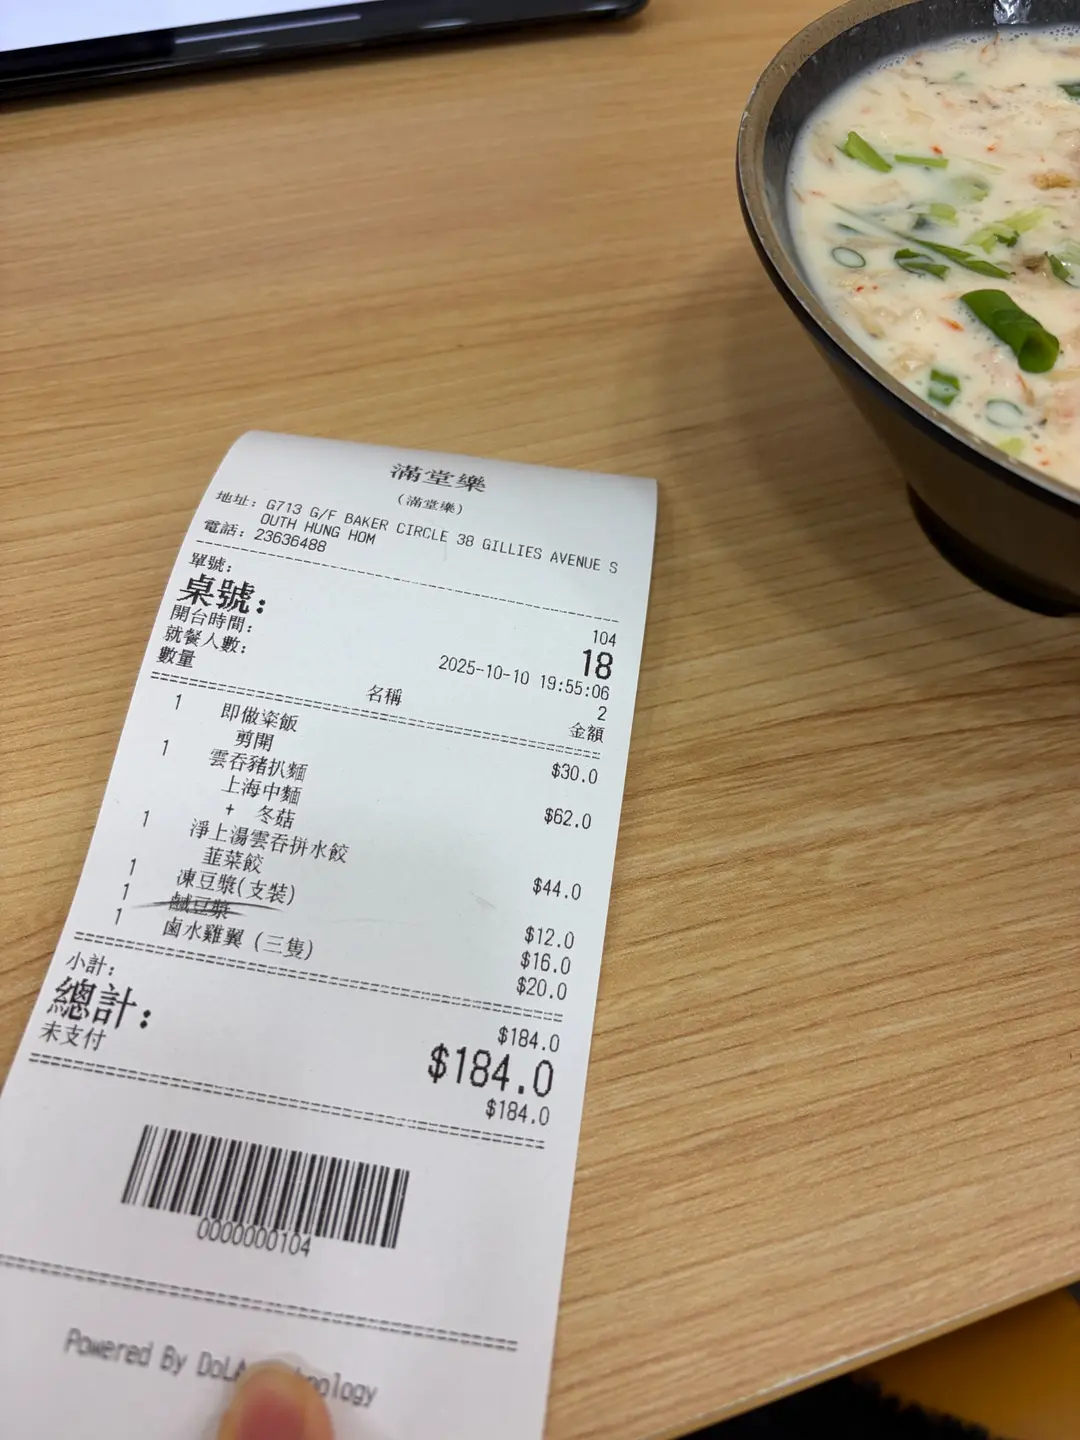 滿堂樂
(滿堂樂)
地址: G713 G/F BAKER CIRCLE 38 GILLIES AVENUE S
OUTH HUNG HOM
電話: 23636488
單號: 104
桌號: 18
開台時間: 2025-10-10 19:55:06
就餐人數: 2
數量 名稱 金額
1 即做粢飯 $30.0
剪開
1 雲吞豬扒麵 $62.0
上海中麵
+ 冬菇
1 淨上湯雲吞拼水餃 $44.0
韮菜餃
1 凍豆漿(支裝) $12.0
1 鹹豆漿 $16.0
1 鹵水雞翼 (三隻) $20.0
小計: $184.0
總計: $184.0
未支付 $184.0
0000000104
Powered By